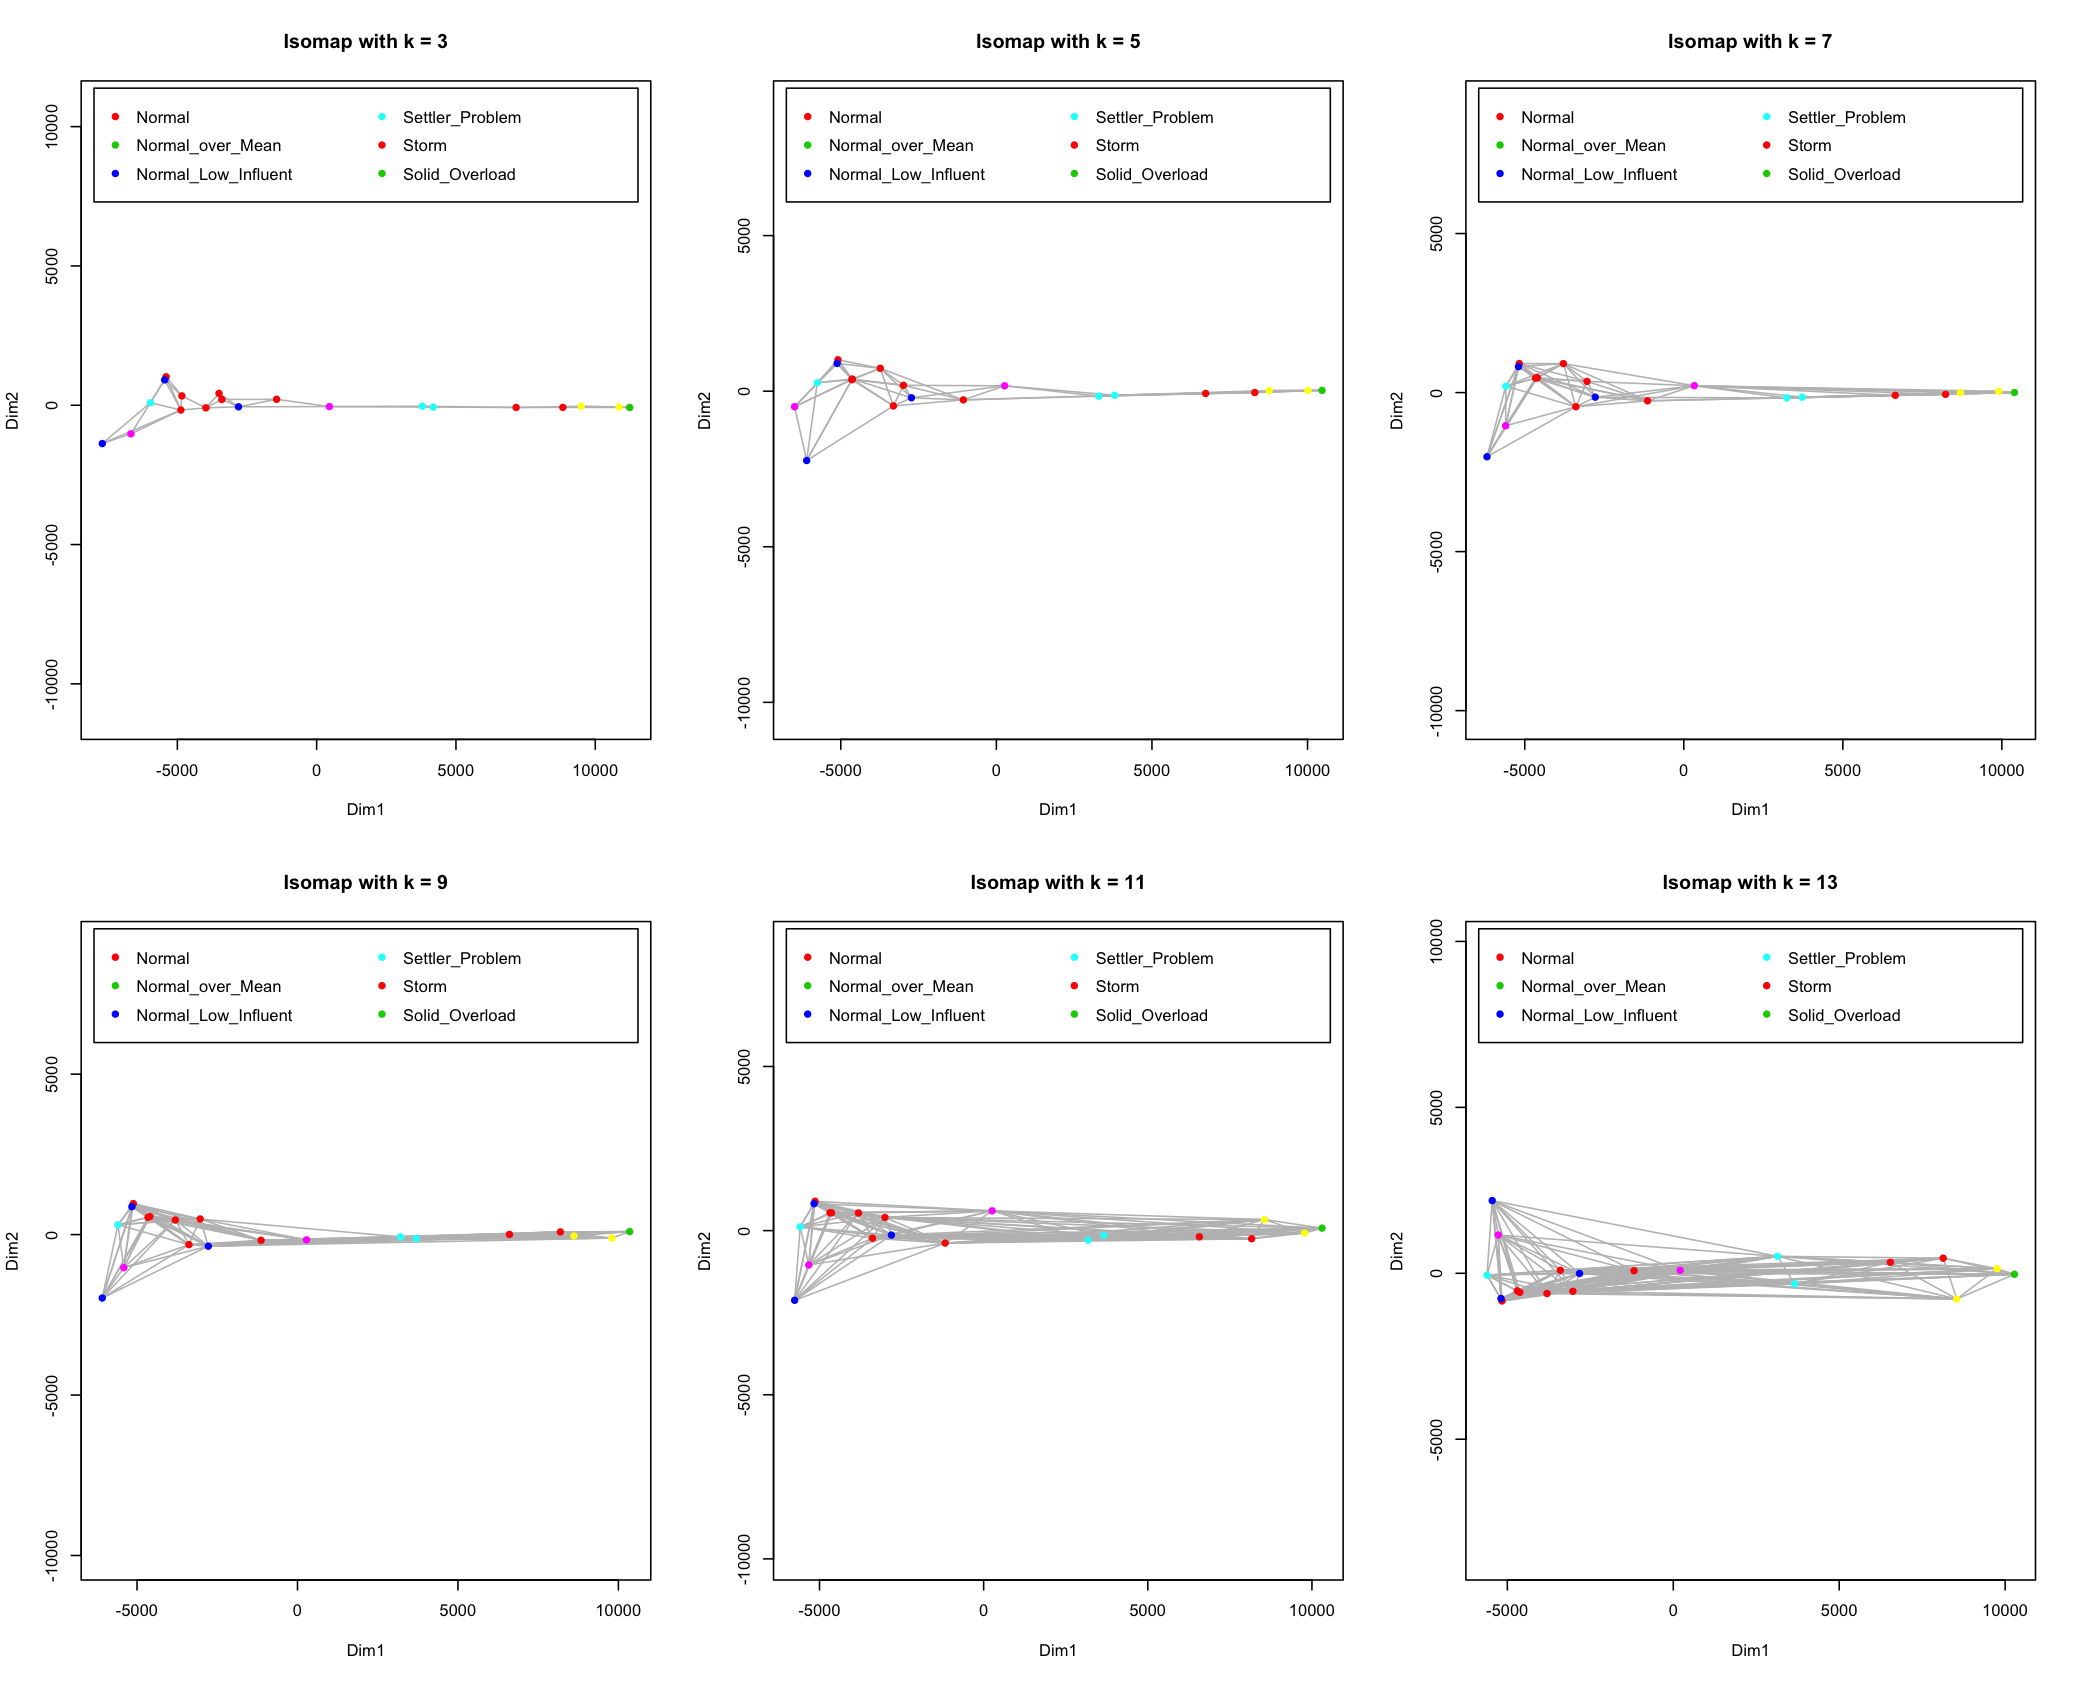 Isomap with k = 3
Normal
Normal_over_Mean
Normal_Low_Influent
Settler_Problem
Storm
Solid_Overload
10000
5000
0
-5000
-10000
Dim2
-5000 0 5000 10000
Dim1
Isomap with k = 5
Normal
Normal_over_Mean
Normal_Low_Influent
Settler_Problem
Storm
Solid_Overload
5000
0
-5000
-10000
Dim2
-5000 0 5000 10000
Dim1
Isomap with k = 7
Normal
Normal_over_Mean
Normal_Low_Influent
Settler_Problem
Storm
Solid_Overload
5000
0
-5000
-10000
Dim2
-5000 0 5000 10000
Dim1
Isomap with k = 9
Normal
Normal_over_Mean
Normal_Low_Influent
Settler_Problem
Storm
Solid_Overload
5000
0
-5000
-10000
Dim2
-5000 0 5000 10000
Dim1
Isomap with k = 11
Normal
Normal_over_Mean
Normal_Low_Influent
Settler_Problem
Storm
Solid_Overload
5000
0
-5000
-10000
Dim2
-5000 0 5000 10000
Dim1
Isomap with k = 13
Normal
Normal_over_Mean
Normal_Low_Influent
Settler_Problem
Storm
Solid_Overload
10000
5000
0
-5000
Dim2
-5000 0 5000 10000
Dim1